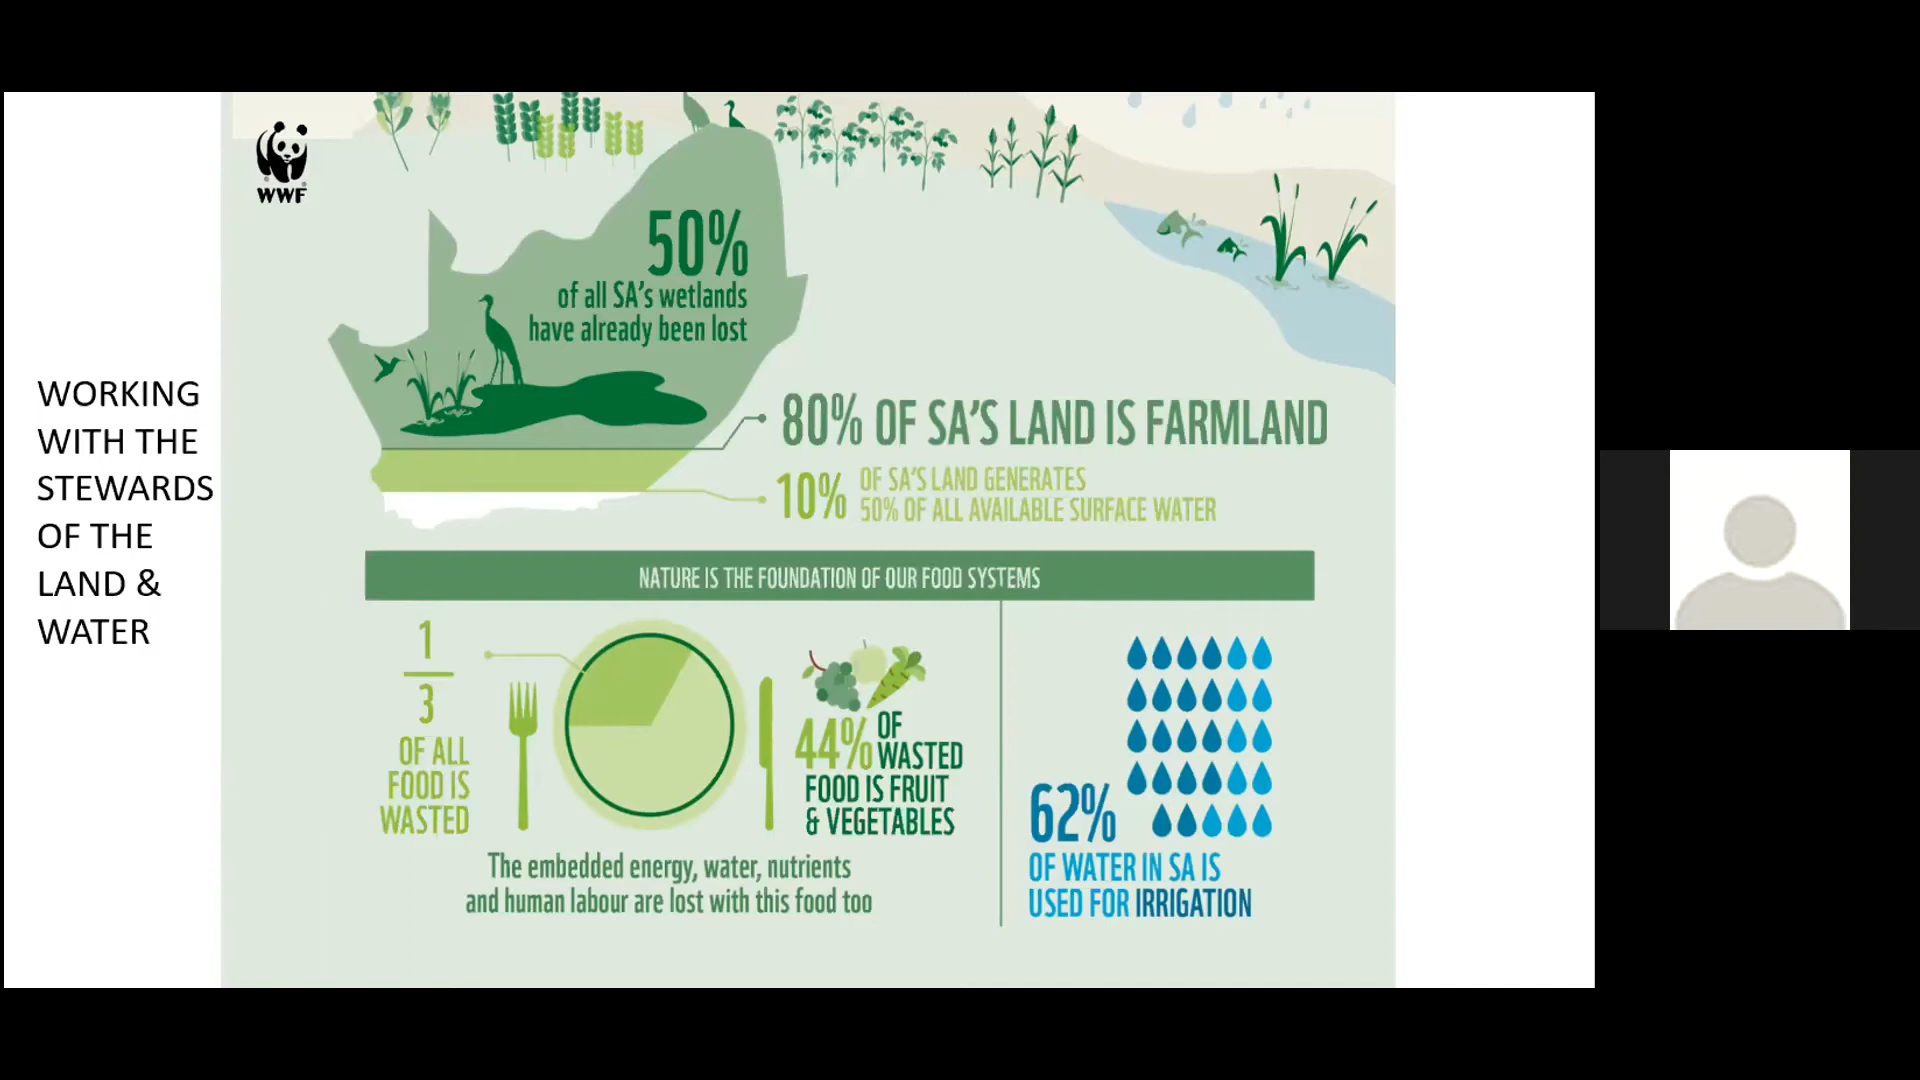 WWF
WORKING
WITH THE
STEWARDS
OF THE
LAND &
WATER
50%
of all SA's wetlands
have already been lost
80% OF SA'S LAND IS FARMLAND
10% OF SA'S LAND GENERATES
50% OF ALL AVAILABLE SURFACE WATER
NATURE IS THE FOUNDATION OF OUR FOOD SYSTEMS
1
3
OF ALL
FOOD IS
WASTED
44% OF
WASTED
FOOD IS FRUIT
& VEGETABLES
The embedded energy, water, nutrients
and human labour are lost with this food too
62%
OF WATER IN SA IS
USED FOR IRRIGATION